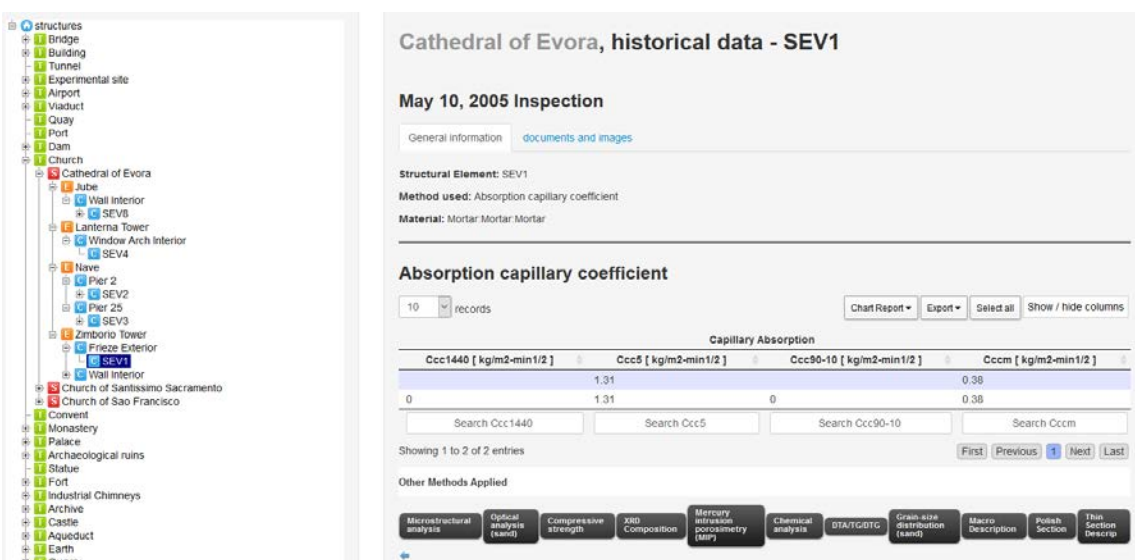 structures
T Bridge
T Building
T Tunnel
T Experimental site
T Airport
T Viaduct
T Quay
T Port
T Dam
T Church
S Cathedral of Evora
E Jube
C Wall Interior
C SEV8
E Lanterna Tower
C Window Arch Interior
C SEV4
E Nave
C Pier 2
C SEV2
C Pier 25
C SEV3
E Zimborio Tower
C Frieze Exterior
C SEV1
C Wall Interior
S Church of Santissimo Sacramento
S Church of Sao Francisco
T Convent
T Monastery
T Palace
T Archaeological ruins
T Statue
T Fort
T Industrial Chimneys
T Archive
T Castle
T Aqueduct
T Earth
Cathedral of Evora, historical data - SEV1
May 10, 2005 Inspection
General information documents and images
Structural Element: SEV1
Method used: Absorption capillary coefficient
Material: Mortar:Mortar:Mortar
Absorption capillary coefficient
10 records Chart Report Export Select all Show / hide columns
Capillary Absorption
Ccc1440 [ kg/m2-min1/2 ] Ccc5 [ kg/m2-min1/2 ] Ccc90-10 [ kg/m2-min1/2 ] Cccm [ kg/m2-min1/2 ]
1.31 0.38
0 1.31 0 0.38
Search Ccc1440 Search Ccc5 Search Ccc90-10 Search Cccm
Showing 1 to 2 of 2 entries First Previous 1 Next Last
Other Methods Applied
Microstructural analysis
Optical analysis (sand)
Compressive strength
XRD Composition
Mercury intrusion porosimetry (MIP)
Chemical analysis
DTA/TG/DTG
Grain-size distribution (sand)
Macro Description
Polish Section
Thin Section Descrip